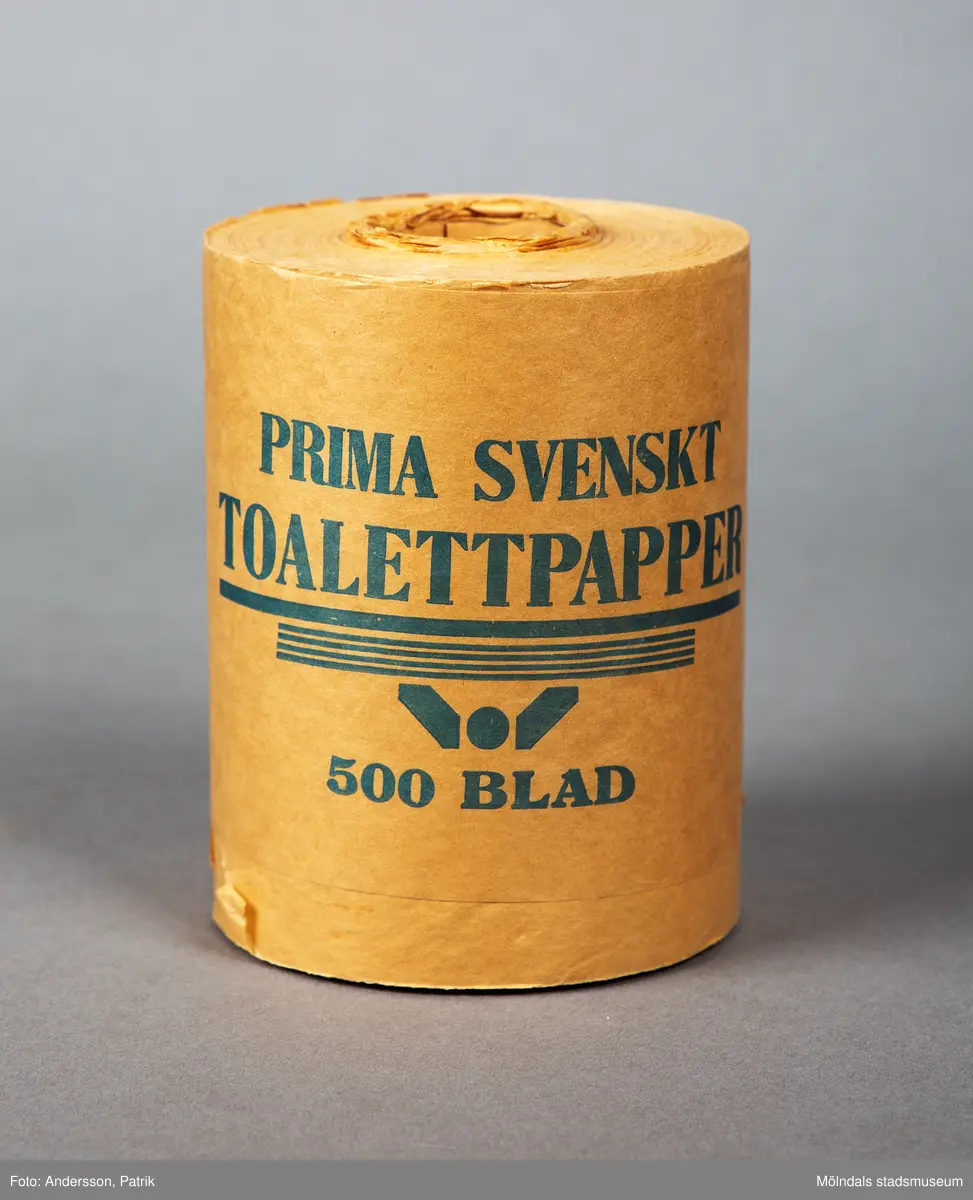 PRIMA SVENSKT
TOALETTPAPPER
500 BLAD
Foto: Andersson, Patrik
Mölndals stadsmuseum